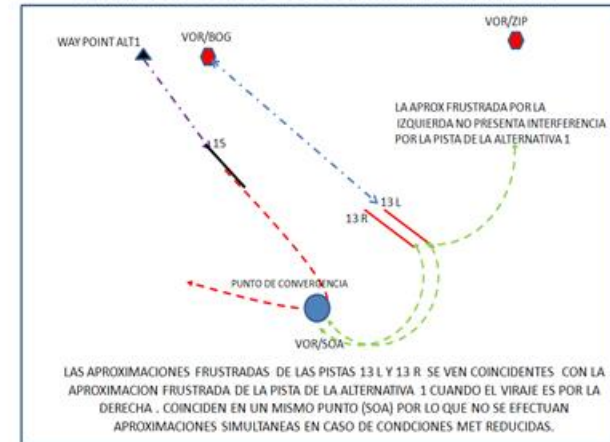 VOR/ZIP
VOR/BOG
WAY POINT ALT1
LA APROX FRUSTRADA POR LA
IZQUIERDA NO PRESENTA INTERFERENCIA
POR LA PISTA DE LA ALTERNATIVA 1
15
13 L
13 R
PUNTO DE CONVERGENCIA
VOR/SOA
LAS APROXIMACIONES FRUSTRADAS DE LAS PISTAS 13 L Y 13 R SE VEN COINCIDENTES CON LA
APROXIMACION FRUSTRADA DE LA PISTA DE LA ALTERNATIVA 1 CUANDO EL VIRAJE ES POR LA
DERECHA . COINCIDEN EN UN MISMO PUNTO (SOA) POR LO QUE NO SE EFECTUAN
APROXIMACIONES SIMULTANEAS EN CASO DE CONDCIONES MET REDUCIDAS.